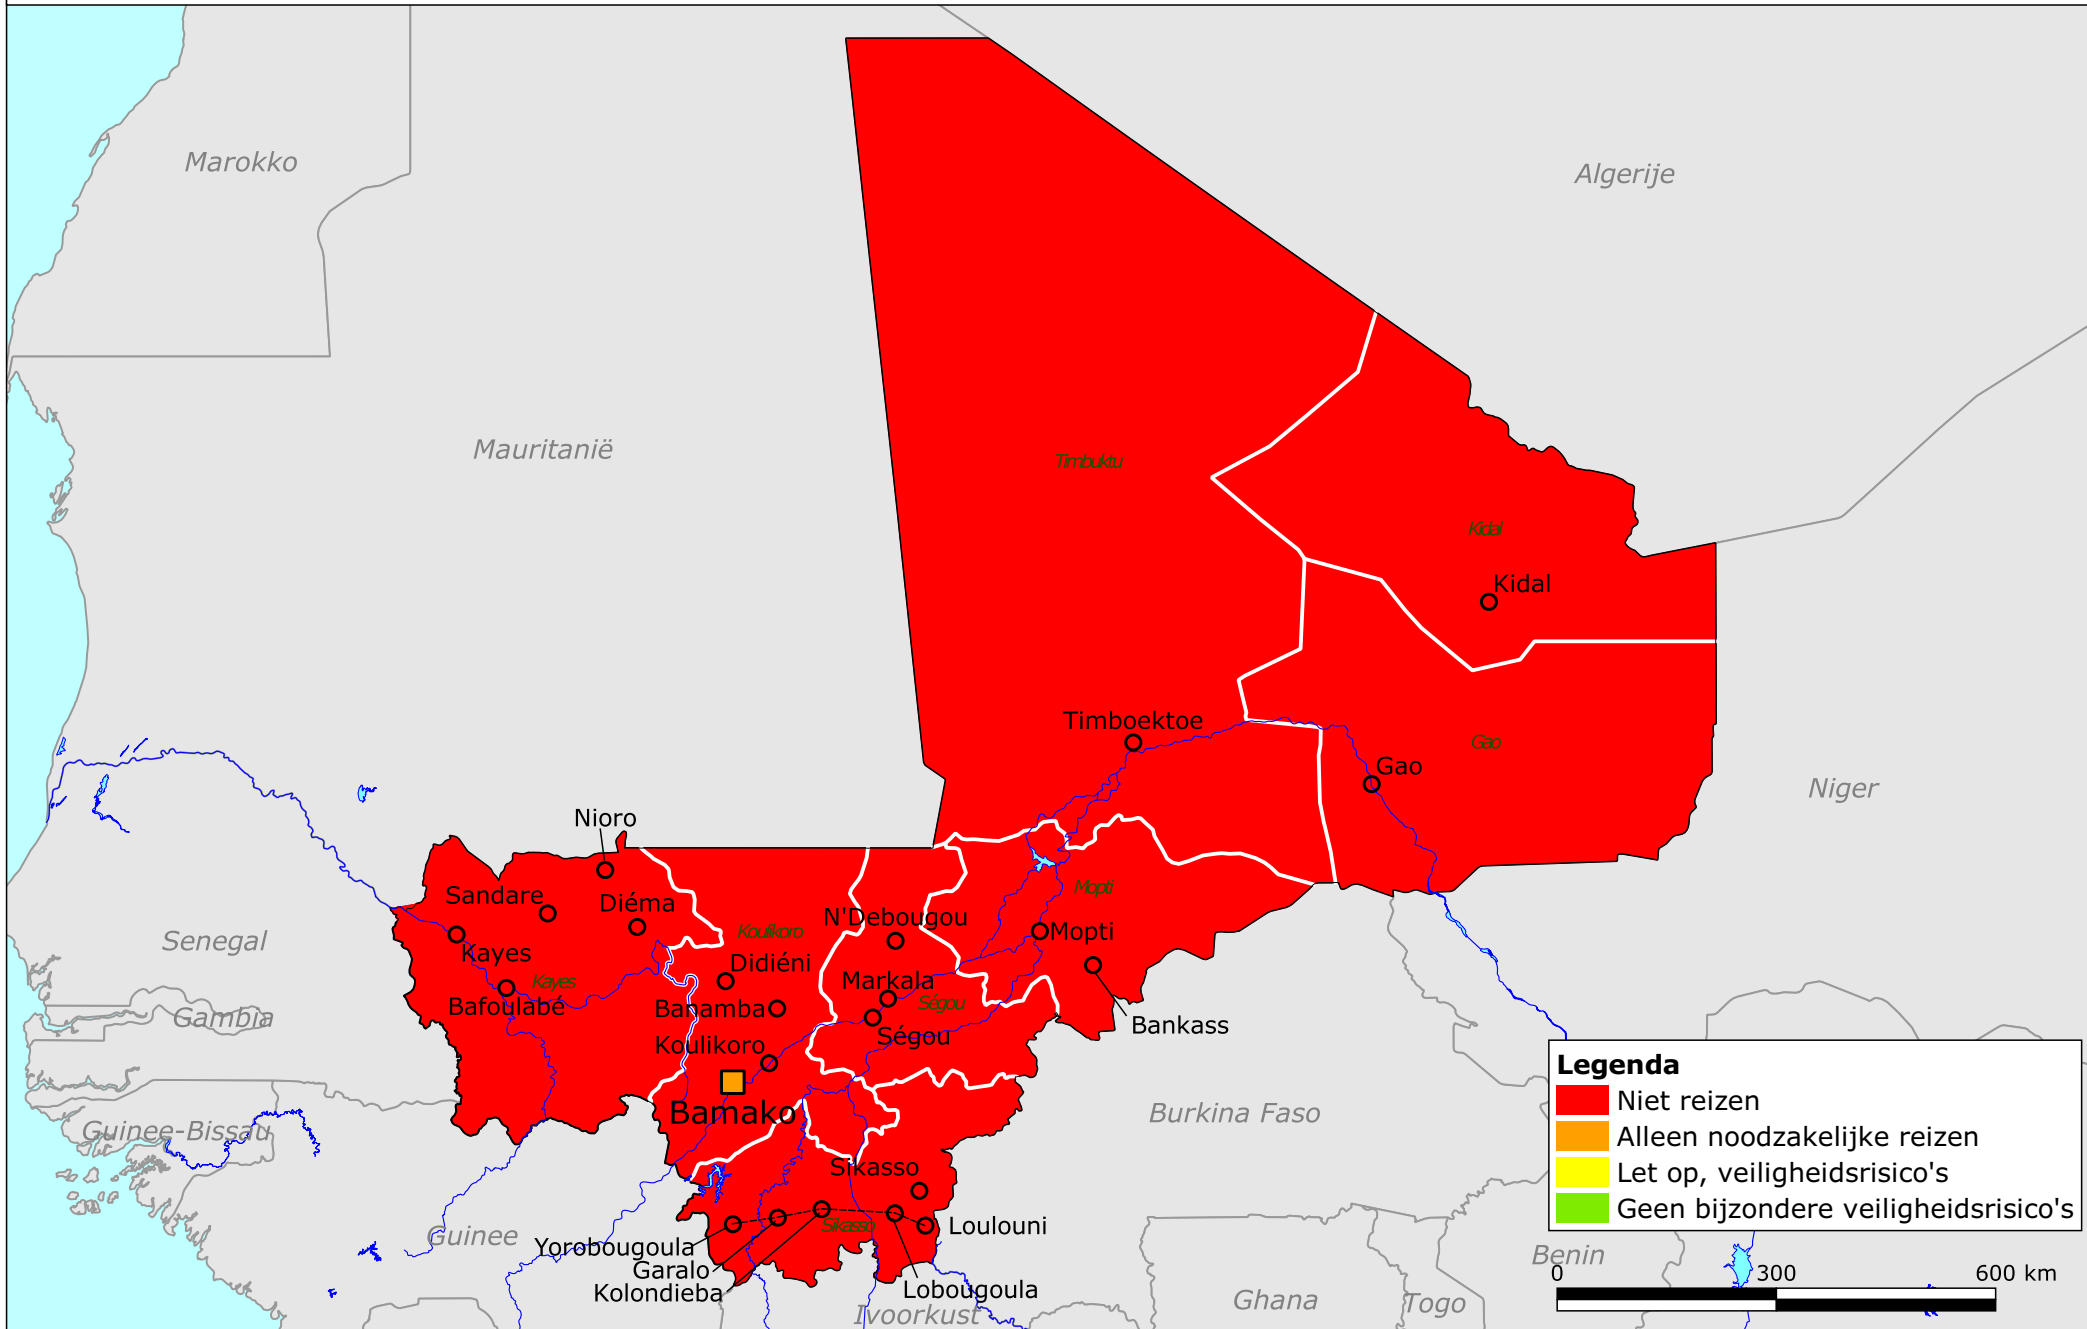 Marokko
Algerije
Mauritanië
Timbuktu
Kidal
Kidal
Timboektoe
Gao
Gao
Niger
Nioro
Sandare
Diéma
Mopti
N'Debougou
Koulikoro
Mopti
Senegal
Kayes
Didiéni
Kayes
Markala
Ségou
Bafoulabé
Banamba
Gambia
Bankass
Ségou
Koulikoro
Bamako
Burkina Faso
Guinee-Bissau
Sikasso
Sikasso
Loulouni
Guinee
Yorobougoula
Garalo
Kolondieba
Lobougoula
Ivoorkust
Ghana
Togo
Benin
Legenda
Niet reizen
Alleen noodzakelijke reizen
Let op, veiligheidsrisico's
Geen bijzondere veiligheidsrisico's
0 300 600 km